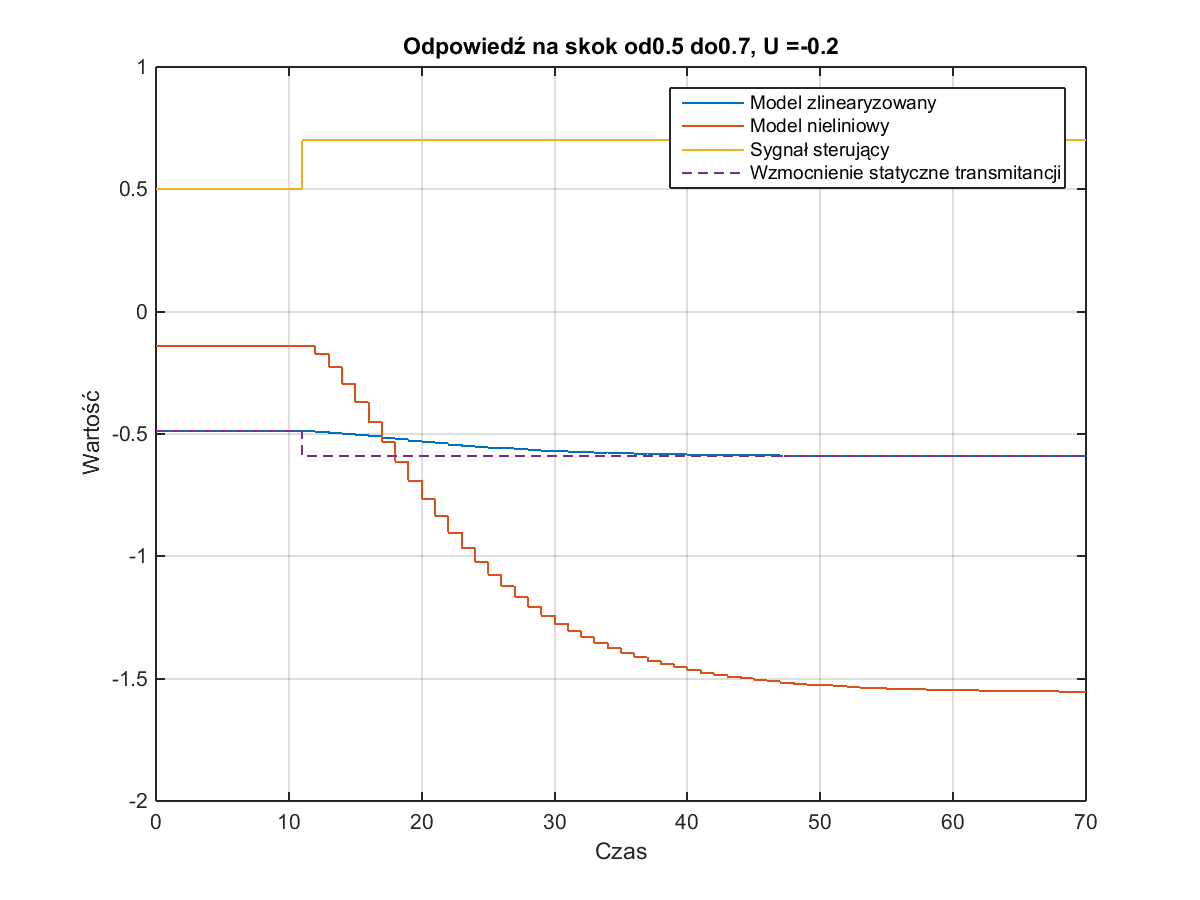 Odpowiedź na skok od0.5 do0.7, U =-0.2
Model zlinearyzowany
Model nieliniowy
Sygnał sterujący
Wzmocnienie statyczne transmitancji
1
0.5
0
-0.5
-1
-1.5
-2
Wartość
0 10 20 30 40 50 60 70
Czas